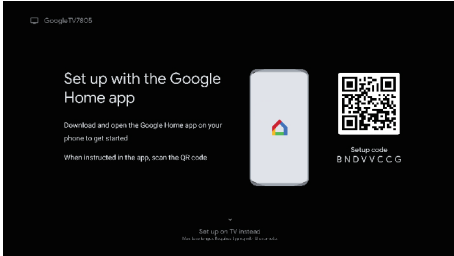 GoogleTV7805
Set up with the Google
Home app
Download and open the Google Home app on your
phone to get started
When instructed in the app, scan the QR code
Setup code
BNDVVCCG
Set up on TV instead